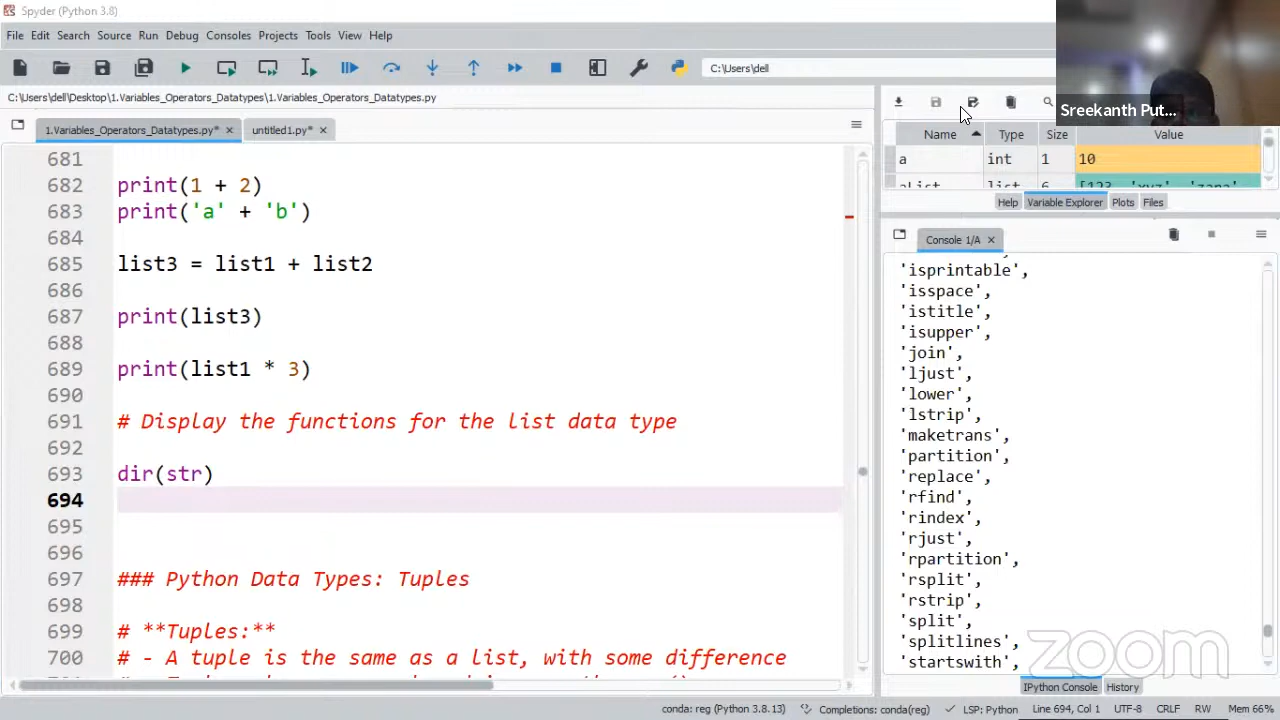 Spyder (Python 3.8)
File Edit Search Source Run Debug Consoles Projects Tools View Help
C:\Users\dell
C:\Users\dell\Desktop\1.Variables_Operators_Datatypes\1.Variables_Operators_Datatypes.py
1.Variables_Operators_Datatypes.py* untitled1.py*
681
682 print(1 + 2)
683 print('a' + 'b')
684
685 list3 = list1 + list2
686
687 print(list3)
688
689 print(list1 * 3)
690
691 # Display the functions for the list data type
692
693 dir(str)
694
695
696
697 ### Python Data Types: Tuples
698
699 # **Tuples:**
700 # - A tuple is the same as a list, with some difference
Sreekanth Put...
Name Type Size Value
a int 1 10
aList list 6 [123, 'xyz', 'zara',
Help Variable Explorer Plots Files
Console 1/A
'isprintable',
'isspace',
'istitle',
'isupper',
'join',
'ljust',
'lower',
'lstrip',
'maketrans',
'partition',
'replace',
'rfind',
'rindex',
'rjust',
'rpartition',
'rsplit',
'rstrip',
'split',
'splitlines',
'startswith',
zoom
IPython Console History
conda: reg (Python 3.8.13) Completions: conda(reg) LSP: Python Line 694, Col 1 UTF-8 CRLF RW Mem 66%